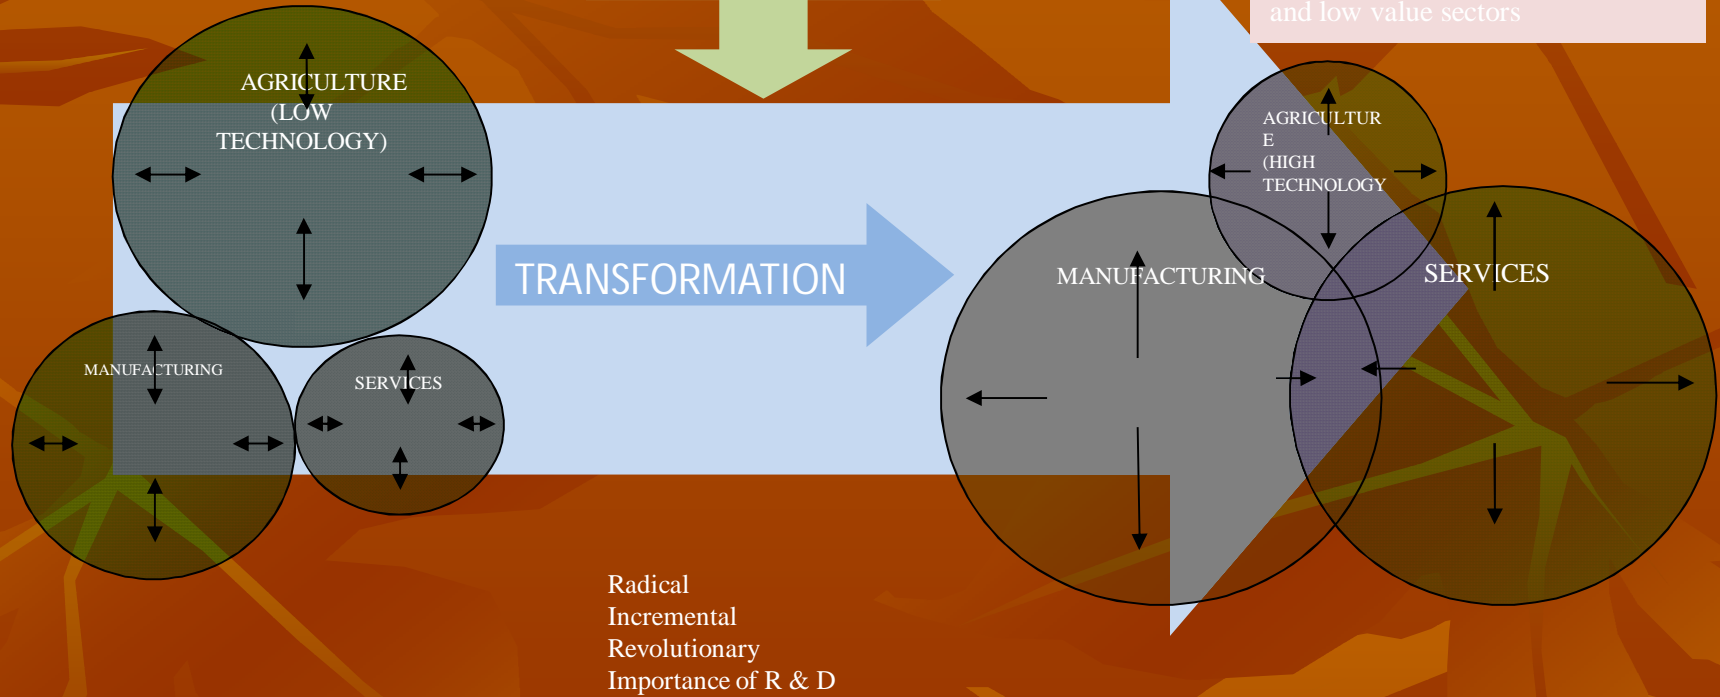 and low value sectors
AGRICULTURE
(LOW
TECHNOLOGY)
AGRICULTUR
E
(HIGH
TECHNOLOGY
TRANSFORMATION
MANUFACTURING
SERVICES
MANUFACTURING
SERVICES
Radical
Incremental
Revolutionary
Importance of R & D